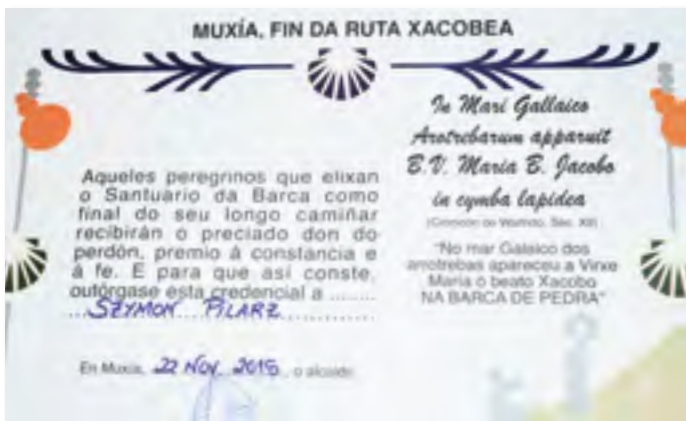 MUXÍA, FIN DA RUTA XACOBEA
Aqueles peregrinos que elixan
o Santuario da Barca como
final do seu longo camiñar
recibirán o preciado don do
perdón, premio á constancia e
á fe. E para que así conste,
outórgase esta credencial a ........
...SZYMON PILARZ...............
En Muxía, 22 NOV. 2015, o alcalde
In Mari Gallaico
Arotrebarum apparuit
B.V. Maria B. Jacobo
in cymba lapidea
"No mar Galaico dos
arrotrebas apareceu a Virxe
María o beato Xacobo
NA BARCA DE PEDRA"